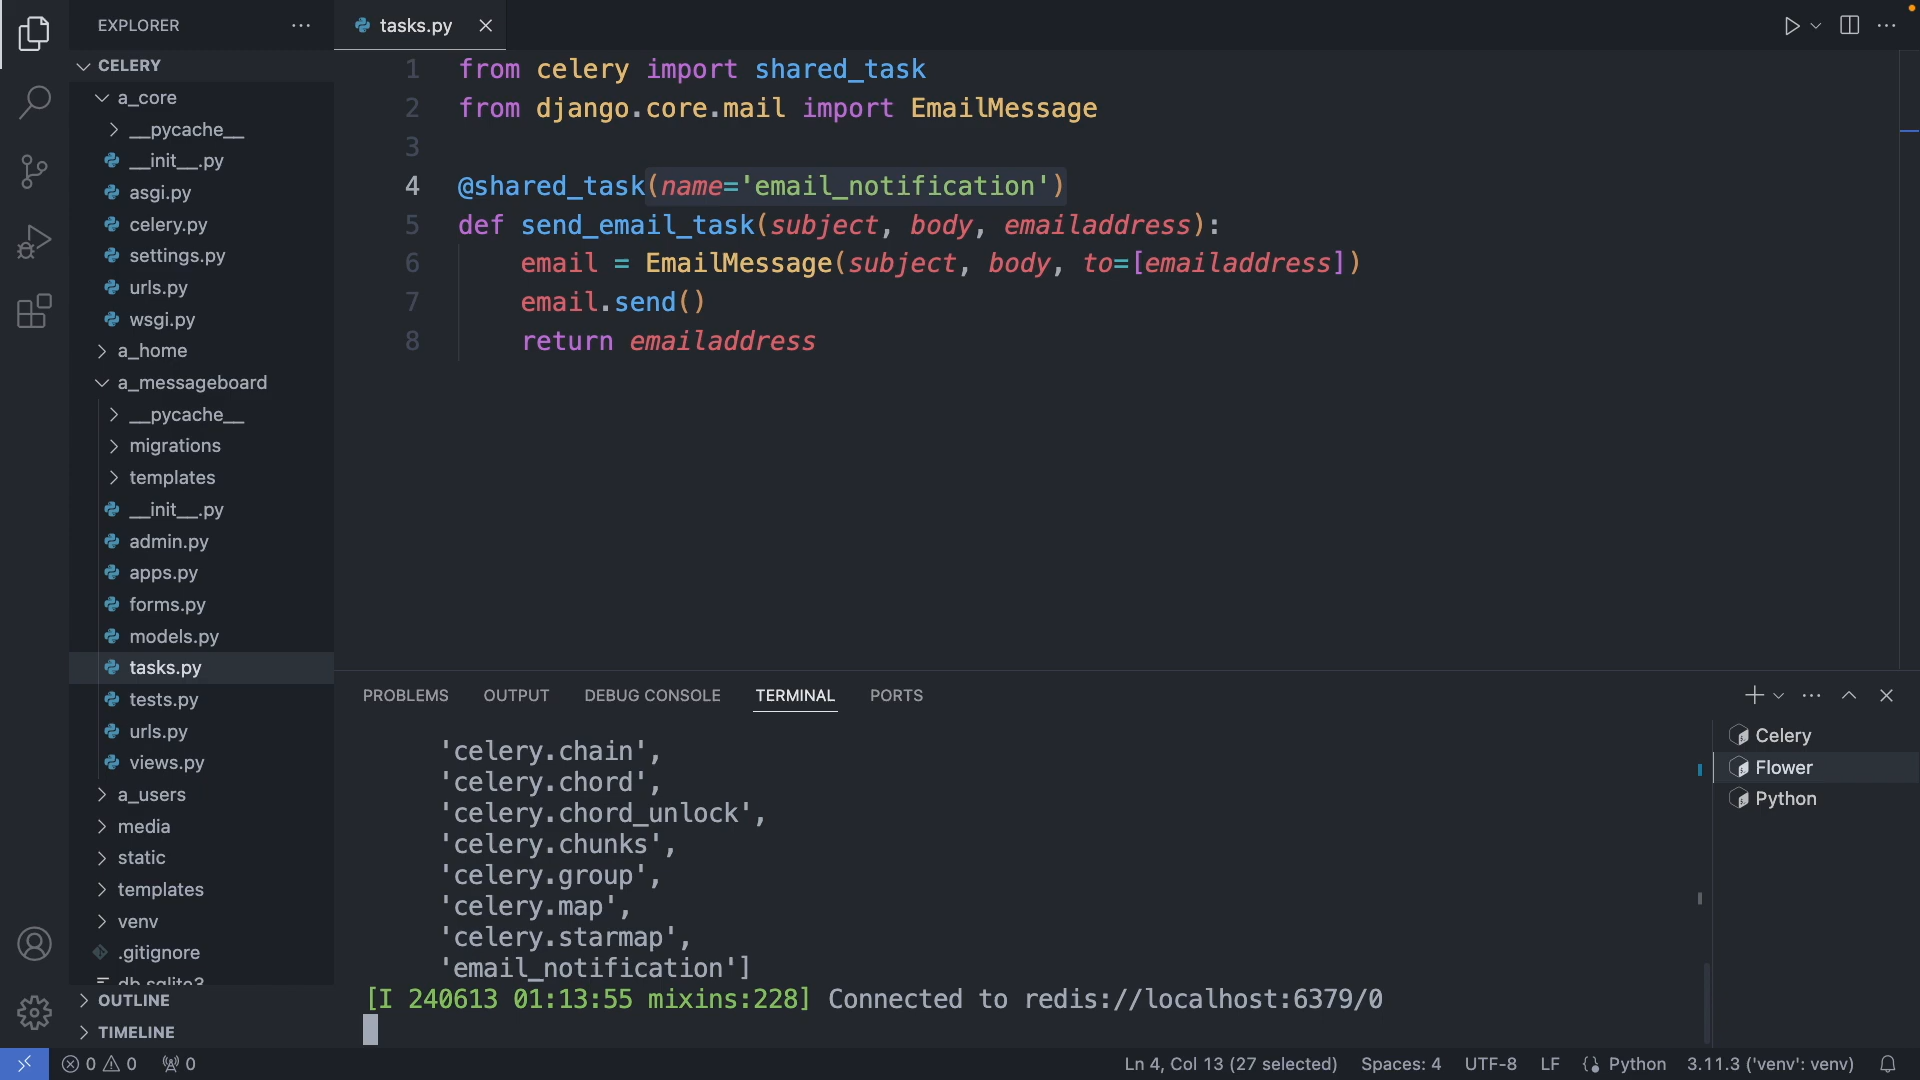 EXPLORER
tasks.py
CELERY
a_core
__pycache__
__init__.py
asgi.py
celery.py
settings.py
urls.py
wsgi.py
a_home
a_messageboard
__pycache__
migrations
templates
__init__.py
admin.py
apps.py
forms.py
models.py
tasks.py
tests.py
urls.py
views.py
a_users
media
static
templates
venv
.gitignore
db.sqlite3
OUTLINE
TIMELINE
1 from celery import shared_task
2 from django.core.mail import EmailMessage
3
4 @shared_task(name='email_notification')
5 def send_email_task(subject, body, emailaddress):
6 email = EmailMessage(subject, body, to=[emailaddress])
7 email.send()
8 return emailaddress
PROBLEMS OUTPUT DEBUG CONSOLE TERMINAL PORTS
'celery.chain',
'celery.chord',
'celery.chord_unlock',
'celery.chunks',
'celery.group',
'celery.map',
'celery.starmap',
'email_notification']
[I 240613 01:13:55 mixins:228] Connected to redis://localhost:6379/0
Celery
Flower
Python
0 0 0 Ln 4, Col 13 (27 selected) Spaces: 4 UTF-8 LF Python 3.11.3 ('venv': venv)